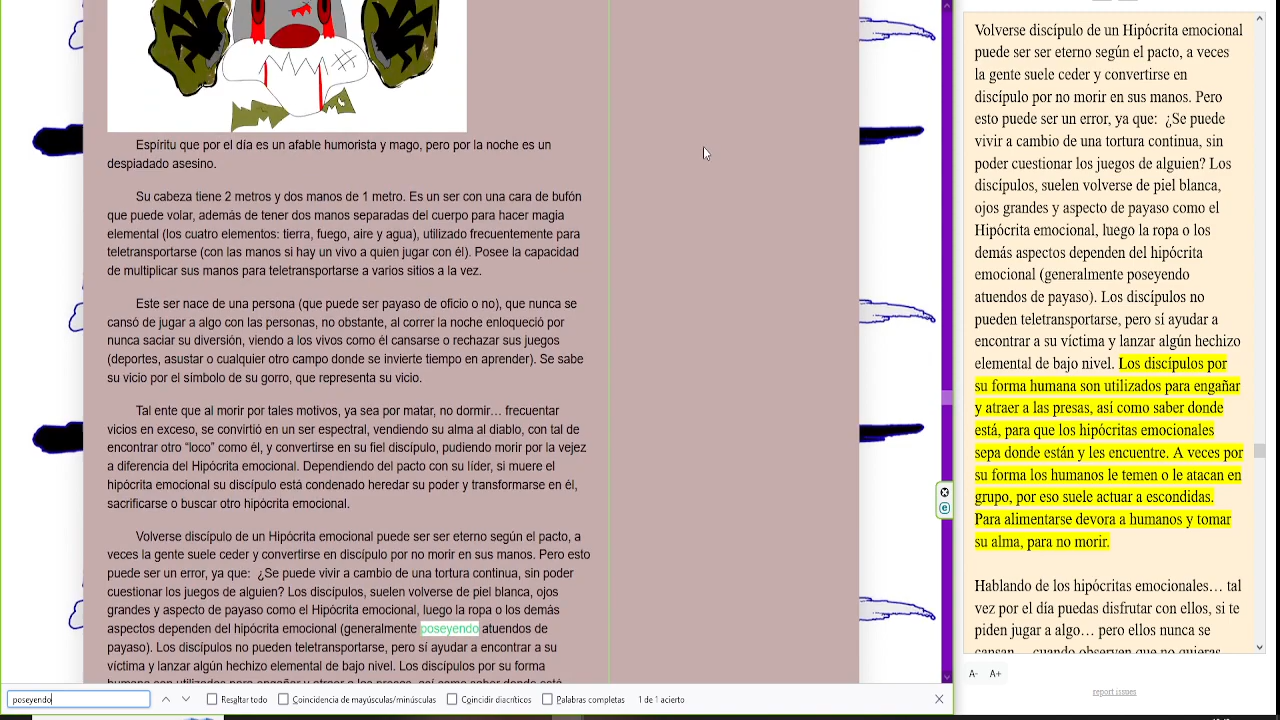 Espíritu que por el día es un afable humorista y mago, pero por la noche es un
despiadado asesino.
Su cabeza tiene 2 metros y dos manos de 1 metro. Es un ser con una cara de bufón
que puede volar, además de tener dos manos separadas del cuerpo para hacer magia
elemental (los cuatro elementos: tierra, fuego, aire y agua), utilizado frecuentemente para
teletransportarse (con las manos si hay un vivo a quien jugar con él). Posee la capacidad
de multiplicar sus manos para teletransportarse a varios sitios a la vez.
Este ser nace de una persona (que puede ser payaso de oficio o no), que nunca se
cansó de jugar a algo con las personas, no obstante, al correr la noche enloqueció por
nunca saciar su diversión, viendo a los vivos como él cansarse o rechazar sus juegos
(deportes, asustar o cualquier otro campo donde se invierte tiempo en aprender). Se sabe
su vicio por el símbolo de su gorro, que representa su vicio.
Tal ente que al morir por tales motivos, ya sea por matar, no dormir… frecuentar
vicios en exceso, se convirtió en un ser espectral, vendiendo su alma al diablo, con tal de
encontrar otro “loco” como él, y convertirse en su fiel discípulo, pudiendo morir por la vejez
a diferencia del Hipócrita emocional. Dependiendo del pacto con su líder, si muere el
hipócrita emocional su discípulo está condenado heredar su poder y transformarse en él,
sacrificarse o buscar otro hipócrita emocional.
Volverse discípulo de un Hipócrita emocional puede ser ser eterno según el pacto, a
veces la gente suele ceder y convertirse en discípulo por no morir en sus manos. Pero esto
puede ser un error, ya que: ¿Se puede vivir a cambio de una tortura continua, sin poder
cuestionar los juegos de alguien? Los discípulos, suelen volverse de piel blanca, ojos
grandes y aspecto de payaso como el Hipócrita emocional, luego la ropa o los demás
aspectos dependen del hipócrita emocional (generalmente poseyendo atuendos de
payaso). Los discípulos no pueden teletransportarse, pero sí ayudar a encontrar a su
víctima y lanzar algún hechizo elemental de bajo nivel. Los discípulos por su forma
humana son utilizados para engañar y atraer a las presas, así como saber donde está
poseyendo
Resaltar todo
Coincidencia de mayúsculas/minúsculas
Coincidir diacríticos
Palabras completas
1 de 1 acierto
Volverse discípulo de un Hipócrita emocional
puede ser ser eterno según el pacto, a veces
la gente suele ceder y convertirse en
discípulo por no morir en sus manos. Pero
esto puede ser un error, ya que: ¿Se puede
vivir a cambio de una tortura continua, sin
poder cuestionar los juegos de alguien? Los
discípulos, suelen volverse de piel blanca,
ojos grandes y aspecto de payaso como el
Hipócrita emocional, luego la ropa o los
demás aspectos dependen del hipócrita
emocional (generalmente poseyendo
atuendos de payaso). Los discípulos no
pueden teletransportarse, pero sí ayudar a
encontrar a su víctima y lanzar algún hechizo
elemental de bajo nivel. Los discípulos por
su forma humana son utilizados para engañar
y atraer a las presas, así como saber donde
está, para que los hipócritas emocionales
sepa donde están y les encuentre. A veces por
su forma los humanos le temen o le atacan en
grupo, por eso suele actuar a escondidas.
Para alimentarse devora a humanos y tomar
su alma, para no morir.
Hablando de los hipócritas emocionales… tal
vez por el día puedas disfrutar con ellos, si te
piden jugar a algo… pero ellos nunca se
cansan… cuando observen que no quieras
A- A+
report issues